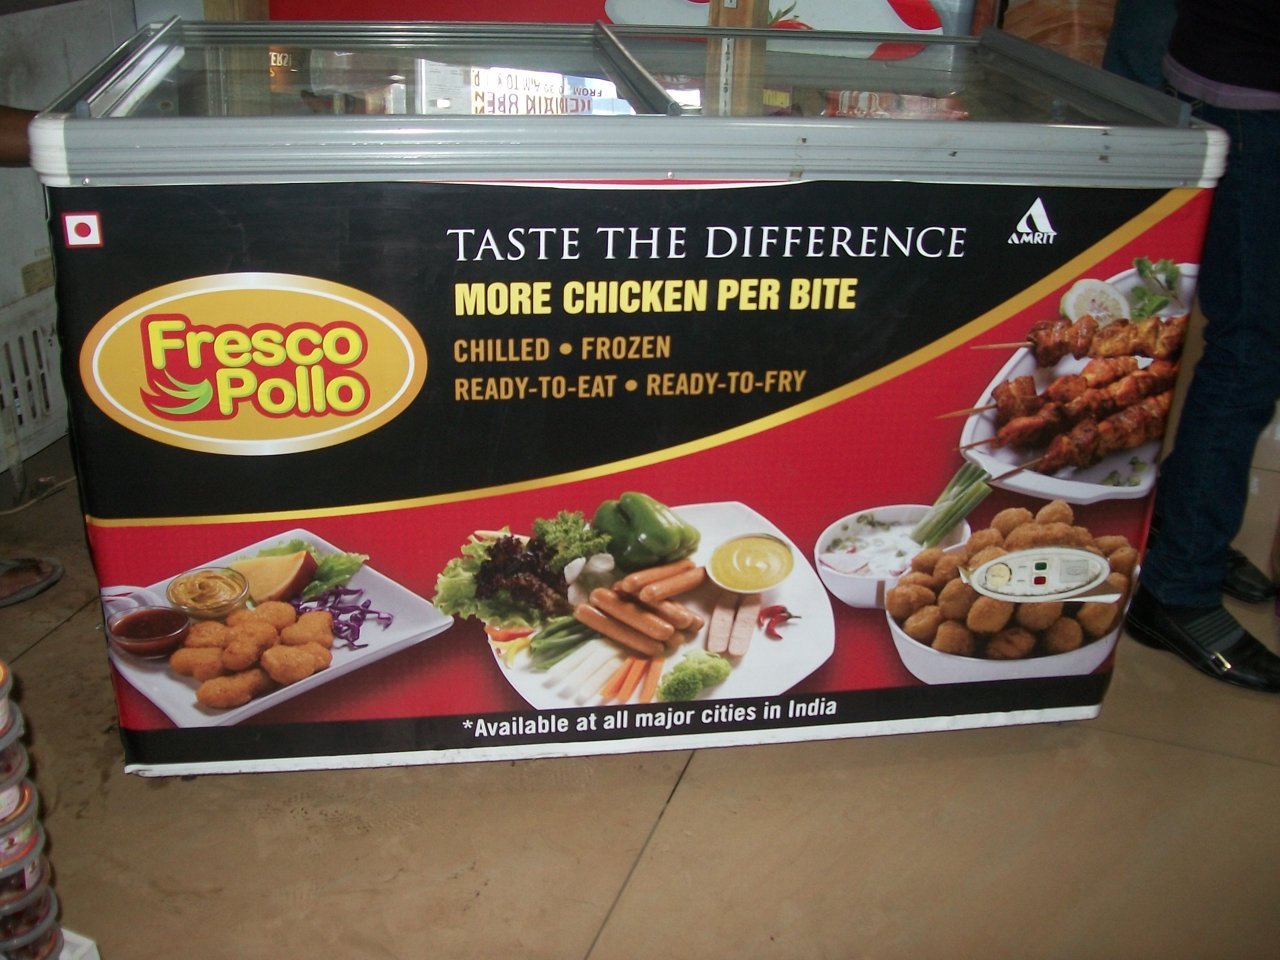 TASTE THE DIFFERENCE
AMRIT
MORE CHICKEN PER BITE
Fresco
Pollo
CHILLED • FROZEN
READY-TO-EAT • READY-TO-FRY
*Available at all major cities in India